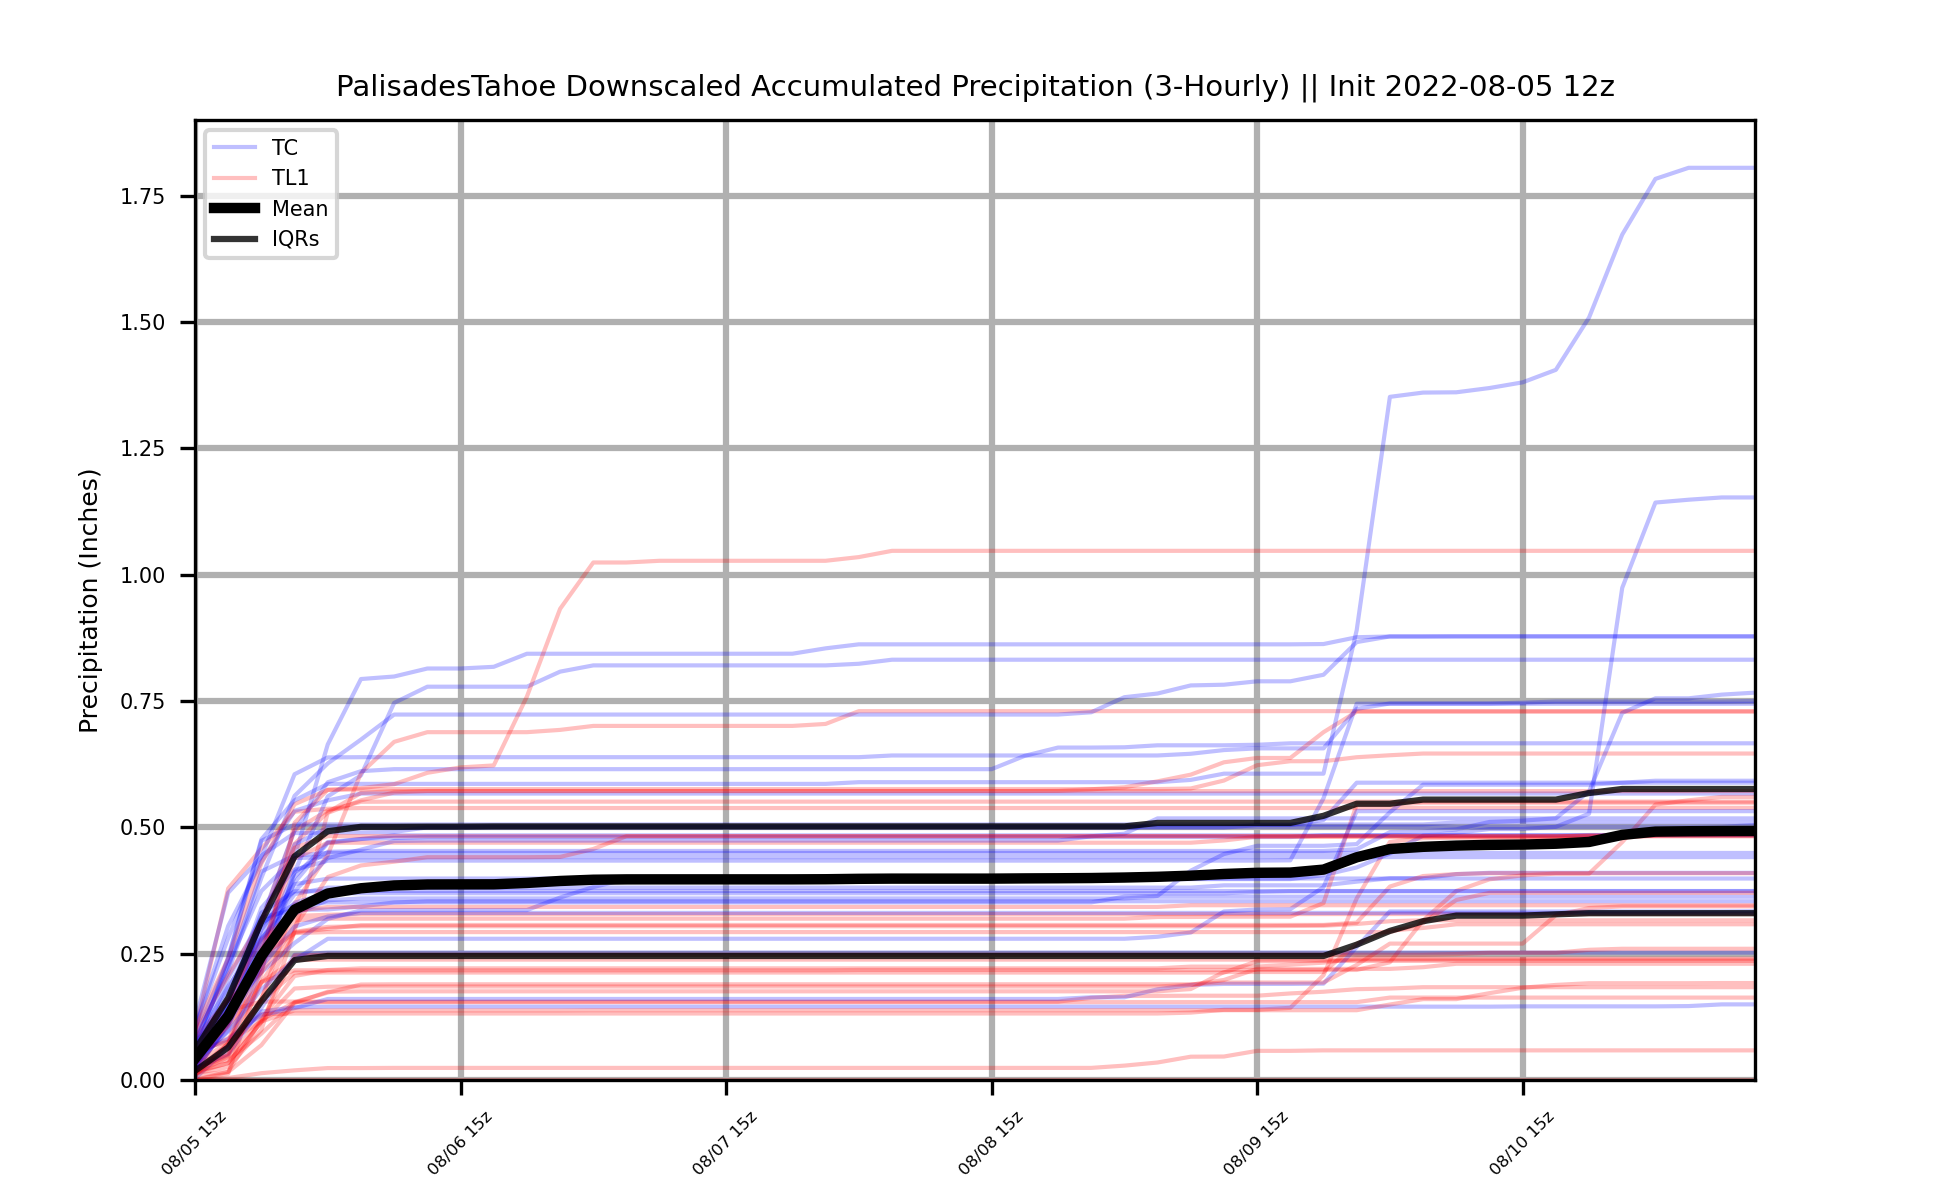 PalisadesTahoe Downscaled Accumulated Precipitation (3-Hourly) || Init 2022-08-05 12z
TC
TL1
Mean
IQRs
Precipitation (Inches)
1.75
1.50
1.25
1.00
0.75
0.50
0.25
0.00
08/05 15z
08/06 15z
08/07 15z
08/08 15z
08/09 15z
08/10 15z